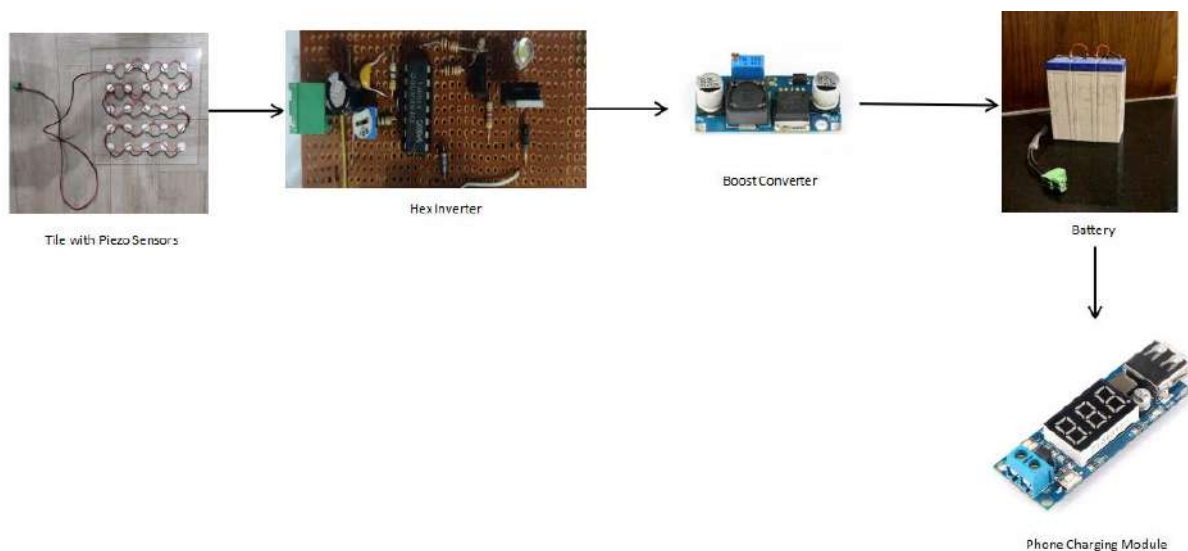 Tile with Piezo Sensors
Hex Inverter
Boost Converter
Battery
Phone Charging Module